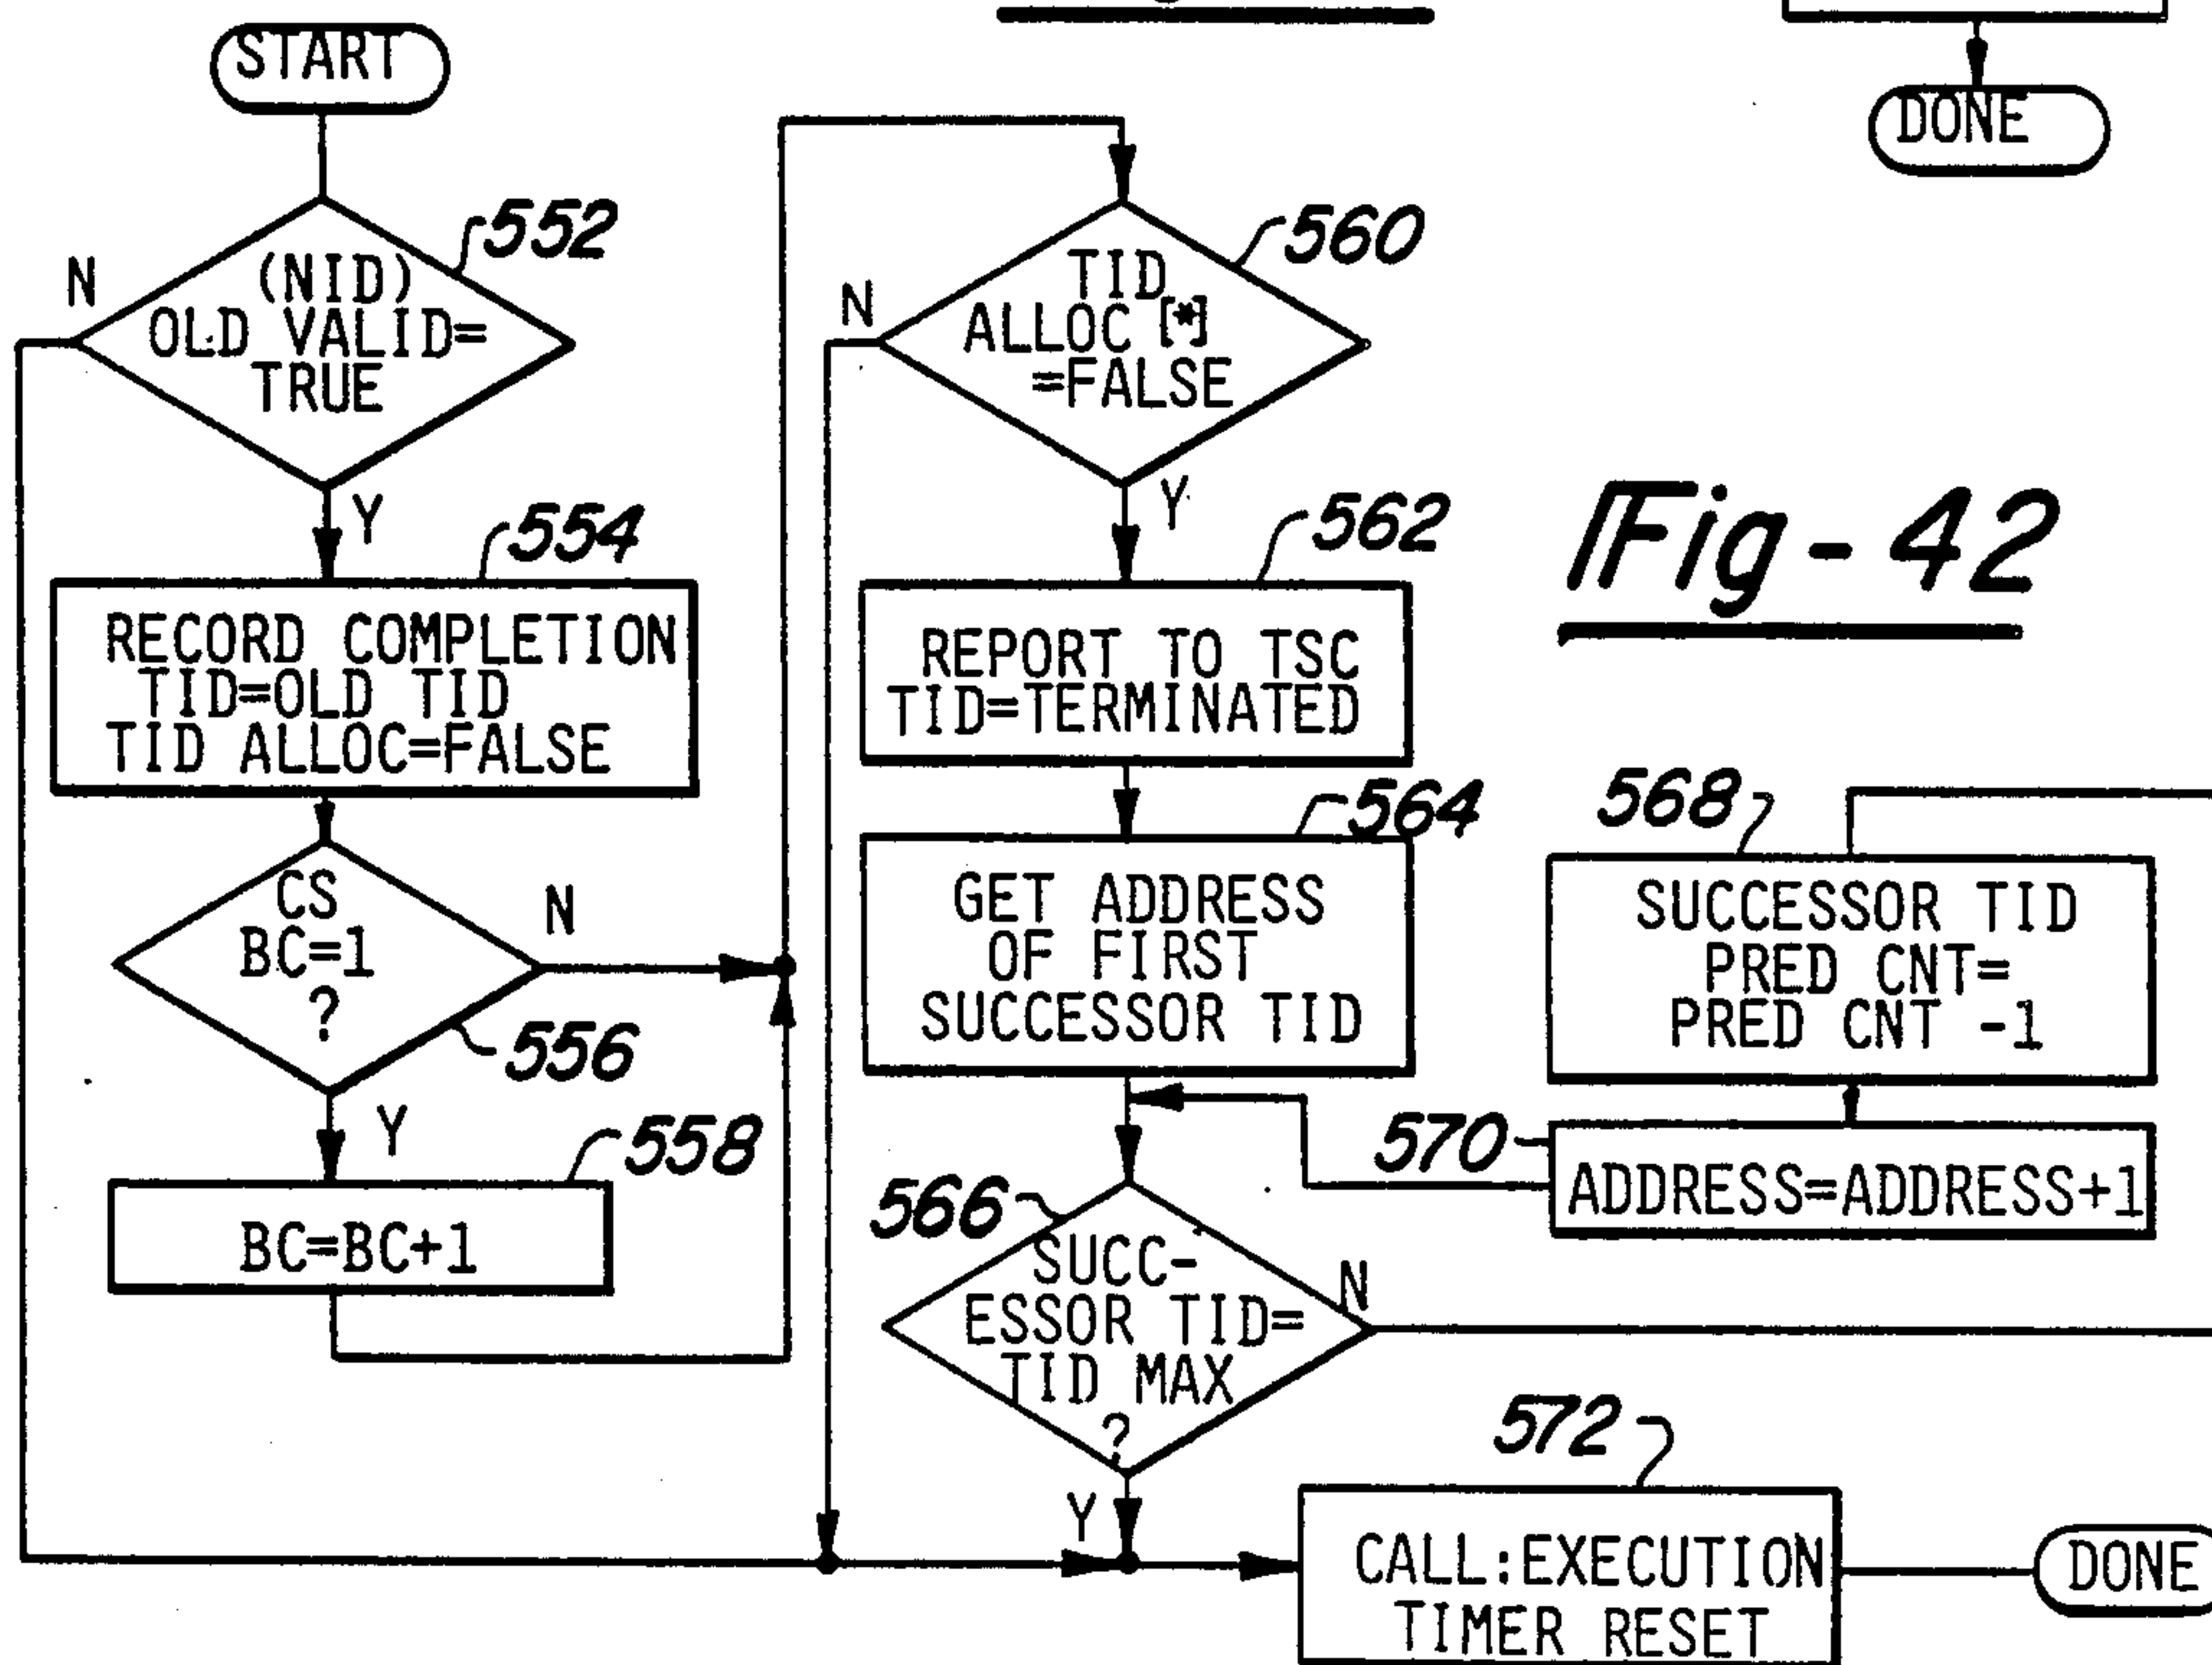 START
DONE
552
N
(NID)
OLD VALID=
TRUE
Y
554
RECORD COMPLETION
TID=OLD TID
TID ALLOC=FALSE
CS
BC=1
?
N
556
Y
558
BC=BC+1
560
N
TID
ALLOC [*]
=FALSE
Y
562
REPORT TO TSC
TID=TERMINATED
564
GET ADDRESS
OF FIRST
SUCCESSOR TID
566
SUCC-
ESSOR TID=
TID MAX
?
N
Y
Fig-42
568
SUCCESSOR TID
PRED CNT=
PRED CNT -1
570
ADDRESS=ADDRESS+1
572
CALL:EXECUTION
TIMER RESET
DONE